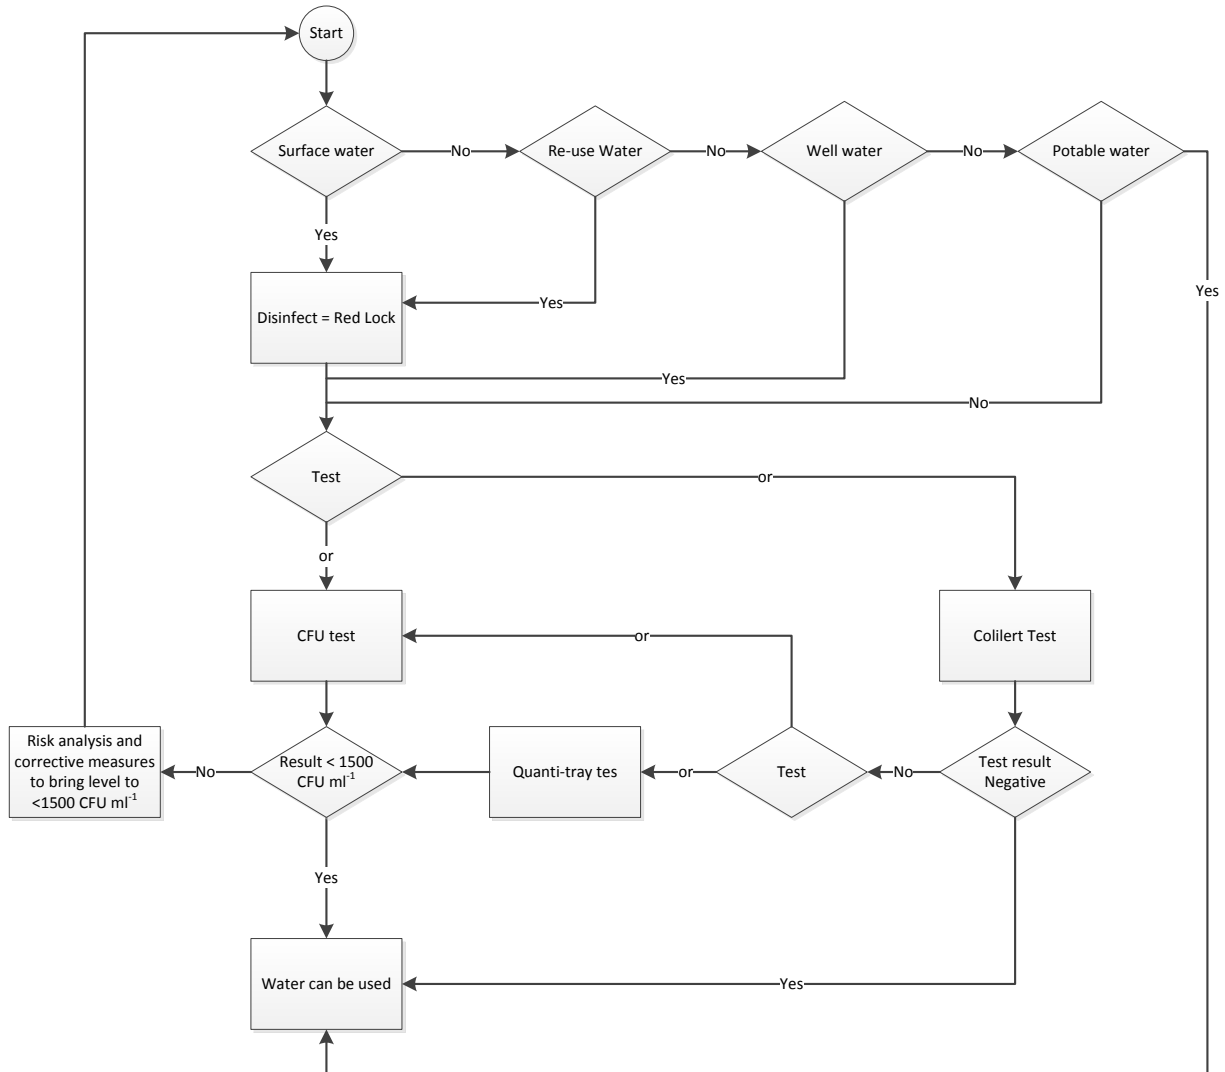 Start
Surface water
No
Re-use Water
No
Well water
No
Potable water
Yes
Yes
Yes
Disinfect = Red Lock
Yes
No
Test
or
or
CFU test
or
Colilert Test
Risk analysis and
corrective measures
to bring level to
<1500 CFU ml⁻¹
No
Result < 1500
CFU ml⁻¹
Quanti-tray tes
or
Test
No
Test result
Negative
Yes
Water can be used
Yes